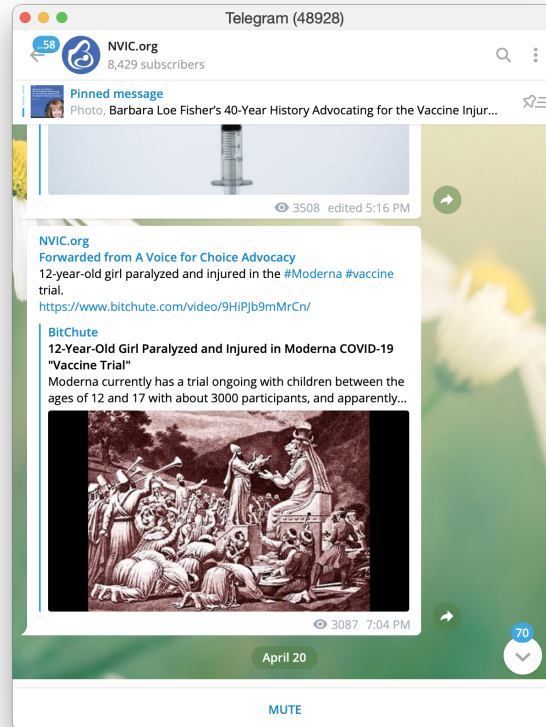 Telegram (48928)
..58
NVIC.org
8,429 subscribers
Pinned message
Photo, Barbara Loe Fisher's 40-Year History Advocating for the Vaccine Injur...
3508 edited 5:16 PM
NVIC.org
Forwarded from A Voice for Choice Advocacy
12-year-old girl paralyzed and injured in the #Moderna #vaccine
trial.
https://www.bitchute.com/video/9HiPJb9mMrCn/
BitChute
12-Year-Old Girl Paralyzed and Injured in Moderna COVID-19
"Vaccine Trial"
Moderna currently has a trial ongoing with children between the
ages of 12 and 17 with about 3000 participants, and apparently...
3087 7:04 PM
April 20
70
MUTE